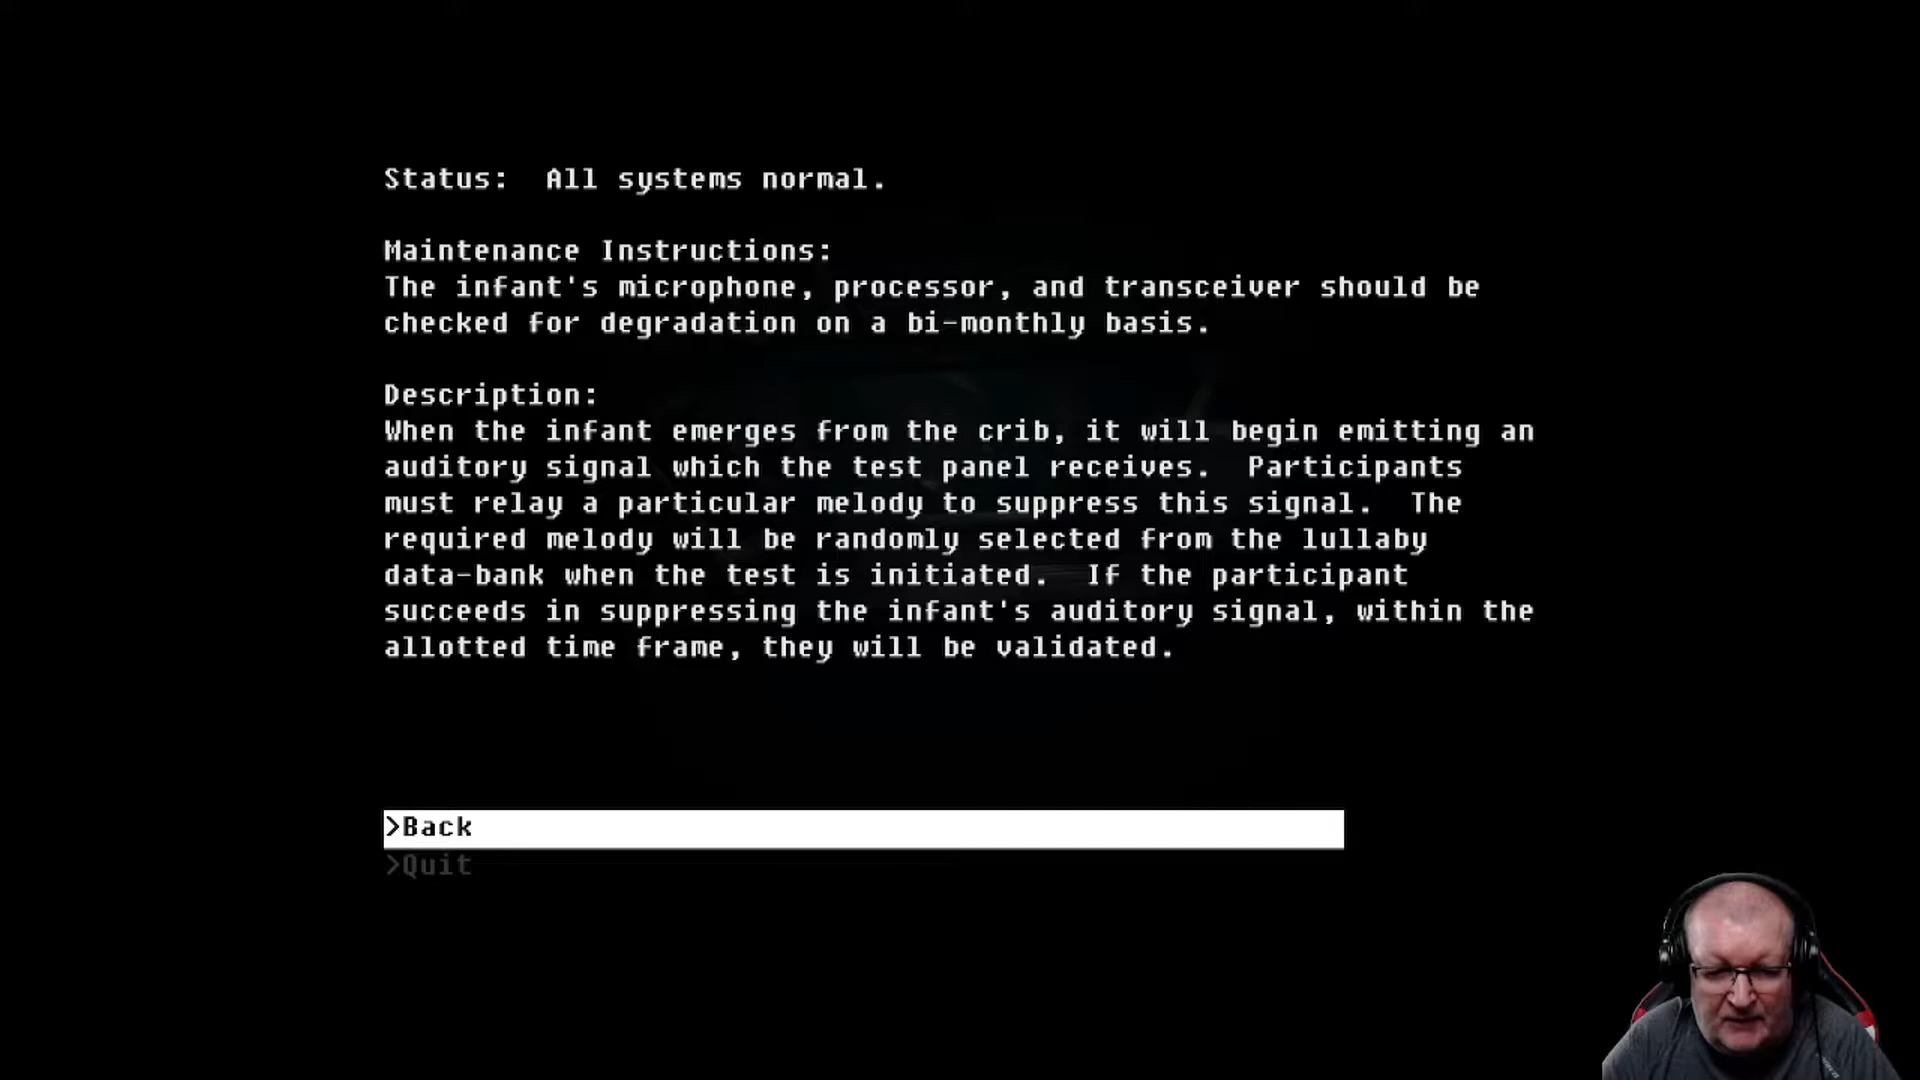 Status:  All systems normal.
Maintenance Instructions:
The infant's microphone, processor, and transceiver should be
checked for degradation on a bi-monthly basis.
Description:
When the infant emerges from the crib, it will begin emitting an
auditory signal which the test panel receives.  Participants
must relay a particular melody to suppress this signal.  The
required melody will be randomly selected from the lullaby
data-bank when the test is initiated.  If the participant
succeeds in suppressing the infant's auditory signal, within the
allotted time frame, they will be validated.
>Back
>Quit